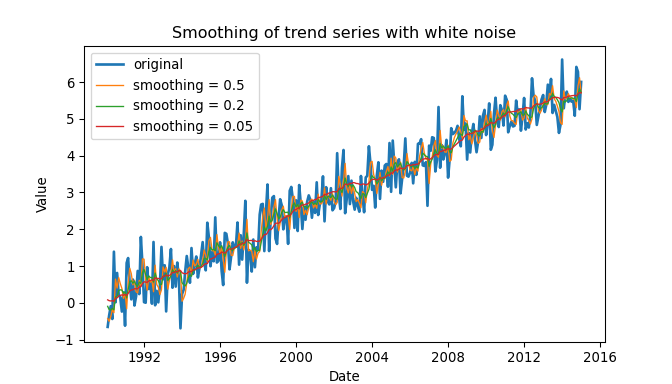 Smoothing of trend series with white noise
original
smoothing = 0.5
smoothing = 0.2
smoothing = 0.05
Value
6
5
4
3
2
1
0
−1
1992 1996 2000 2004 2008 2012 2016
Date